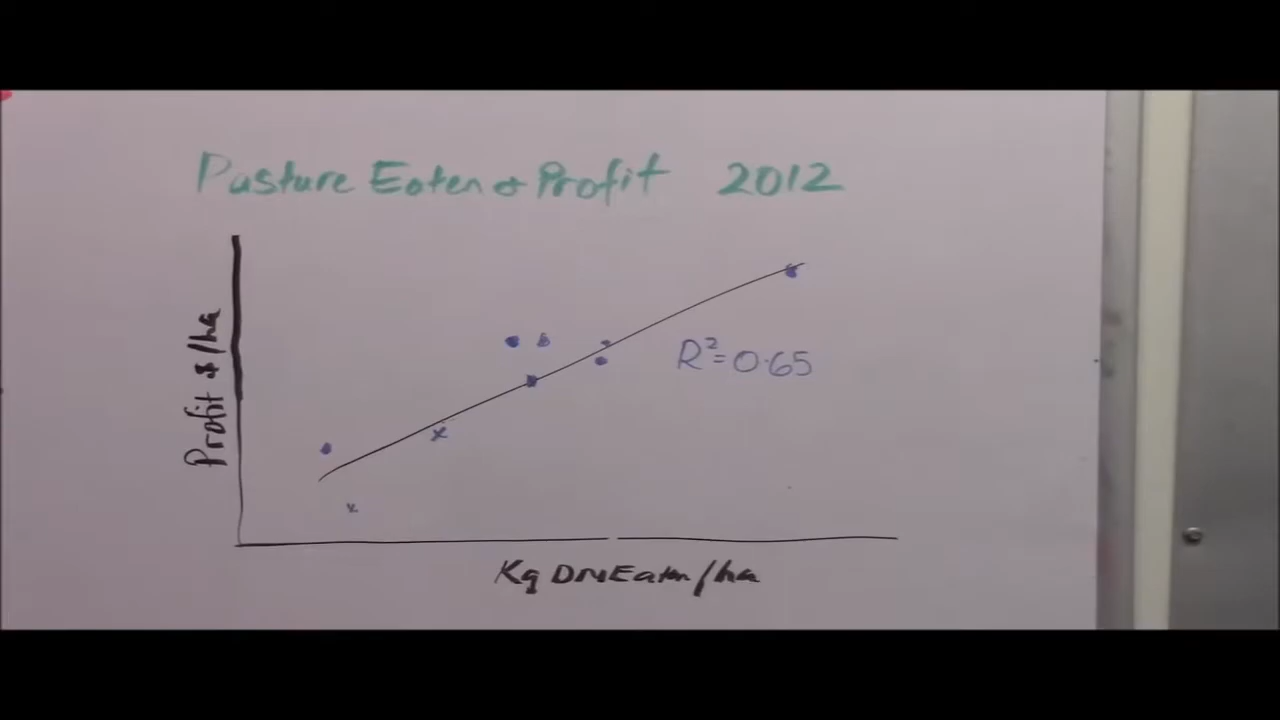 Pasture Eaten & Profit 2012
Profit $/ha
R²=0.65
Kg DM Eaten/ha